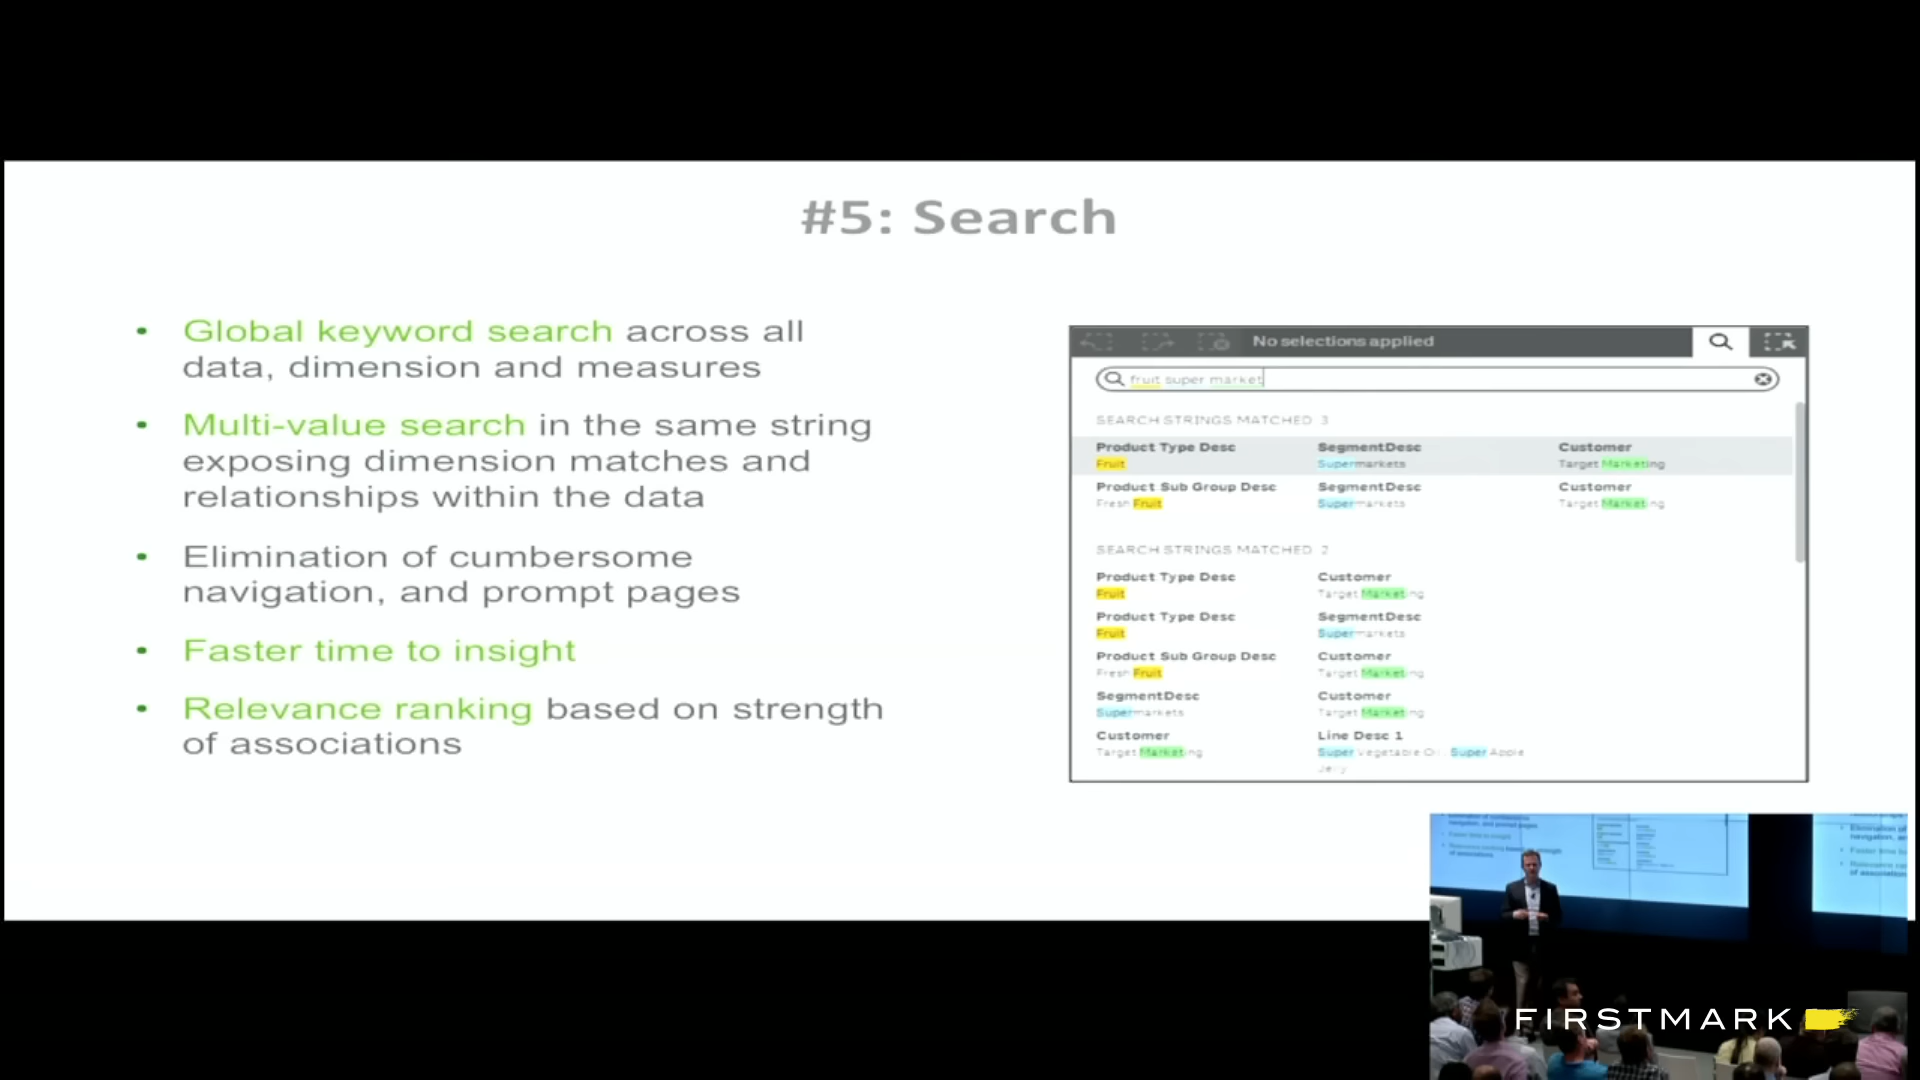 #5: Search
• Global keyword search across all
data, dimension and measures
• Multi-value search in the same string
exposing dimension matches and
relationships within the data
• Elimination of cumbersome
navigation, and prompt pages
• Faster time to insight
• Relevance ranking based on strength
of associations
No selections applied
fruit super market
SEARCH STRINGS MATCHED 3
Product Type Desc SegmentDesc Customer
Fruit Supermarkets Target Marketing
Product Sub Group Desc SegmentDesc Customer
Fresh Fruit Supermarkets Target Marketing
SEARCH STRINGS MATCHED 2
Product Type Desc Customer
Fruit Target Marketing
Product Type Desc SegmentDesc
Fruit Supermarkets
Product Sub Group Desc Customer
Fresh Fruit Target Marketing
SegmentDesc Customer
Supermarkets Target Marketing
Customer Line Desc 1
Target Marketing Super Vegetable Super Apple
Jelly
FIRSTMARK